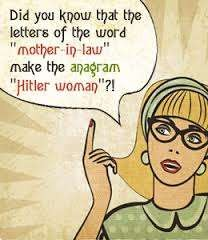 Did you know that the
letters of the word
"mother-in-law"
make the anagram
"Hitler woman"?!